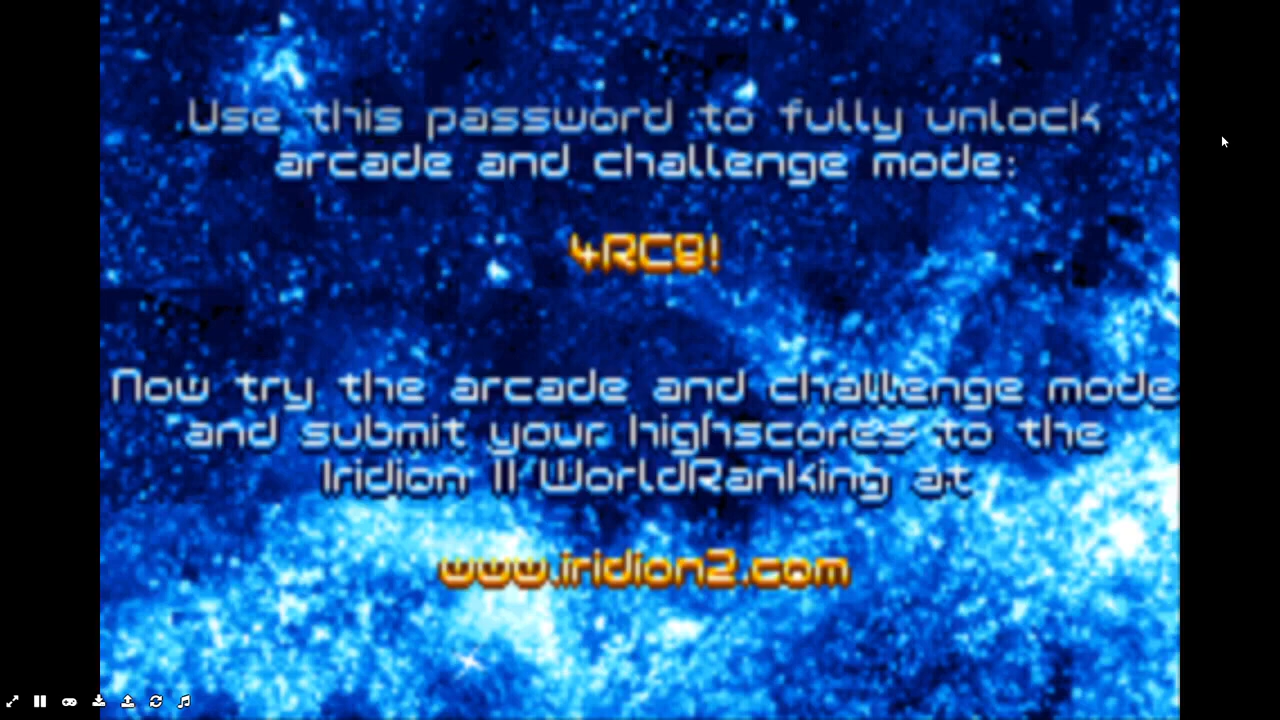 Use this password to fully unlock
arcade and challenge mode:
4RC8!
Now try the arcade and challenge mode
and submit your highscores to the
Iridion II WorldRanking at
www.iridion2.com